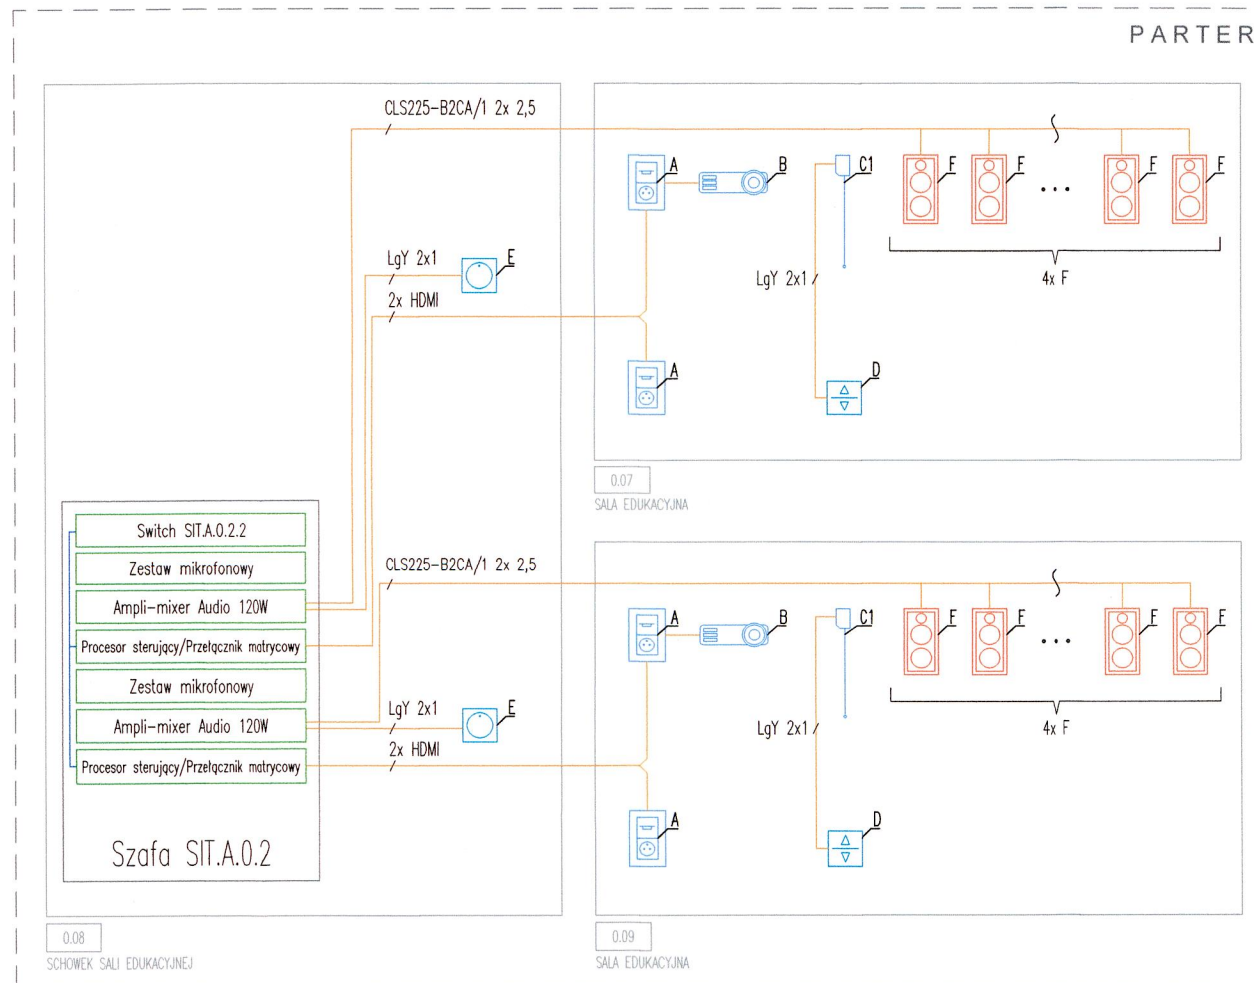 PARTER
CLS225-B2CA/1 2x 2,5
A
B
C1
F
F
F
F
LgY 2x1
E
2x HDMI
LgY 2x1
4x F
A
D
0.07
SALA EDUKACYJNA
Switch SIT.A.0.2.2
Zestaw mikrofonowy
Ampli-mixer Audio 120W
Procesor sterujący/Przełącznik matrycowy
Zestaw mikrofonowy
Ampli-mixer Audio 120W
Procesor sterujący/Przełącznik matrycowy
Szafa SIT.A.0.2
CLS225-B2CA/1 2x 2,5
A
B
C1
F
F
F
F
LgY 2x1
E
2x HDMI
LgY 2x1
4x F
A
D
0.08
SCHOWEK SALI EDUKACYJNEJ
0.09
SALA EDUKACYJNA